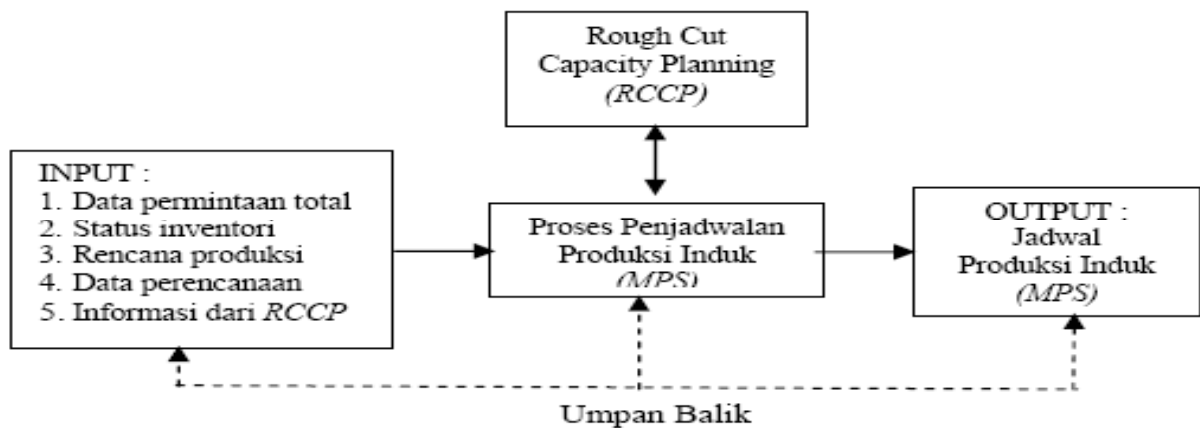 Rough Cut
Capacity Planning
(RCCP)
INPUT :
1. Data permintaan total
2. Status inventori
3. Rencana produksi
4. Data perencanaan
5. Informasi dari RCCP
Proses Penjadwalan
Produksi Induk
(MPS)
OUTPUT :
Jadwal
Produksi Induk
(MPS)
Umpan Balik